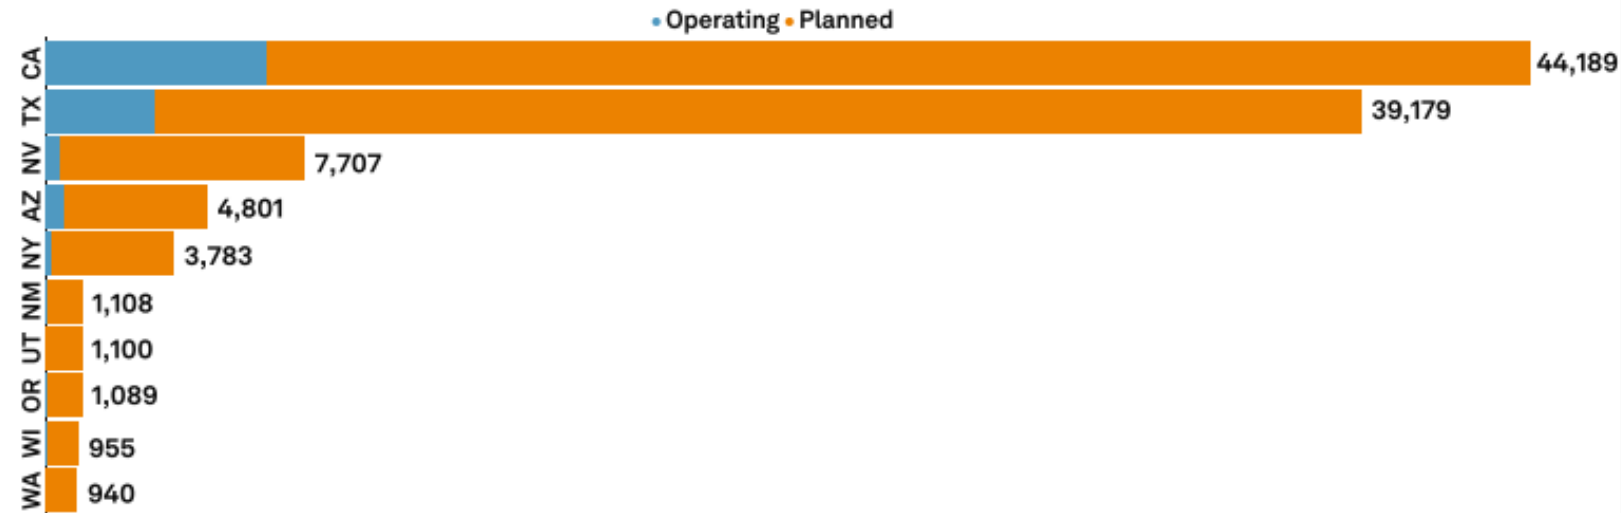 Operating Planned
CA 44,189
TX 39,179
NV 7,707
AZ 4,801
NY 3,783
NM 1,108
UT 1,100
OR 1,089
WI 955
WA 940